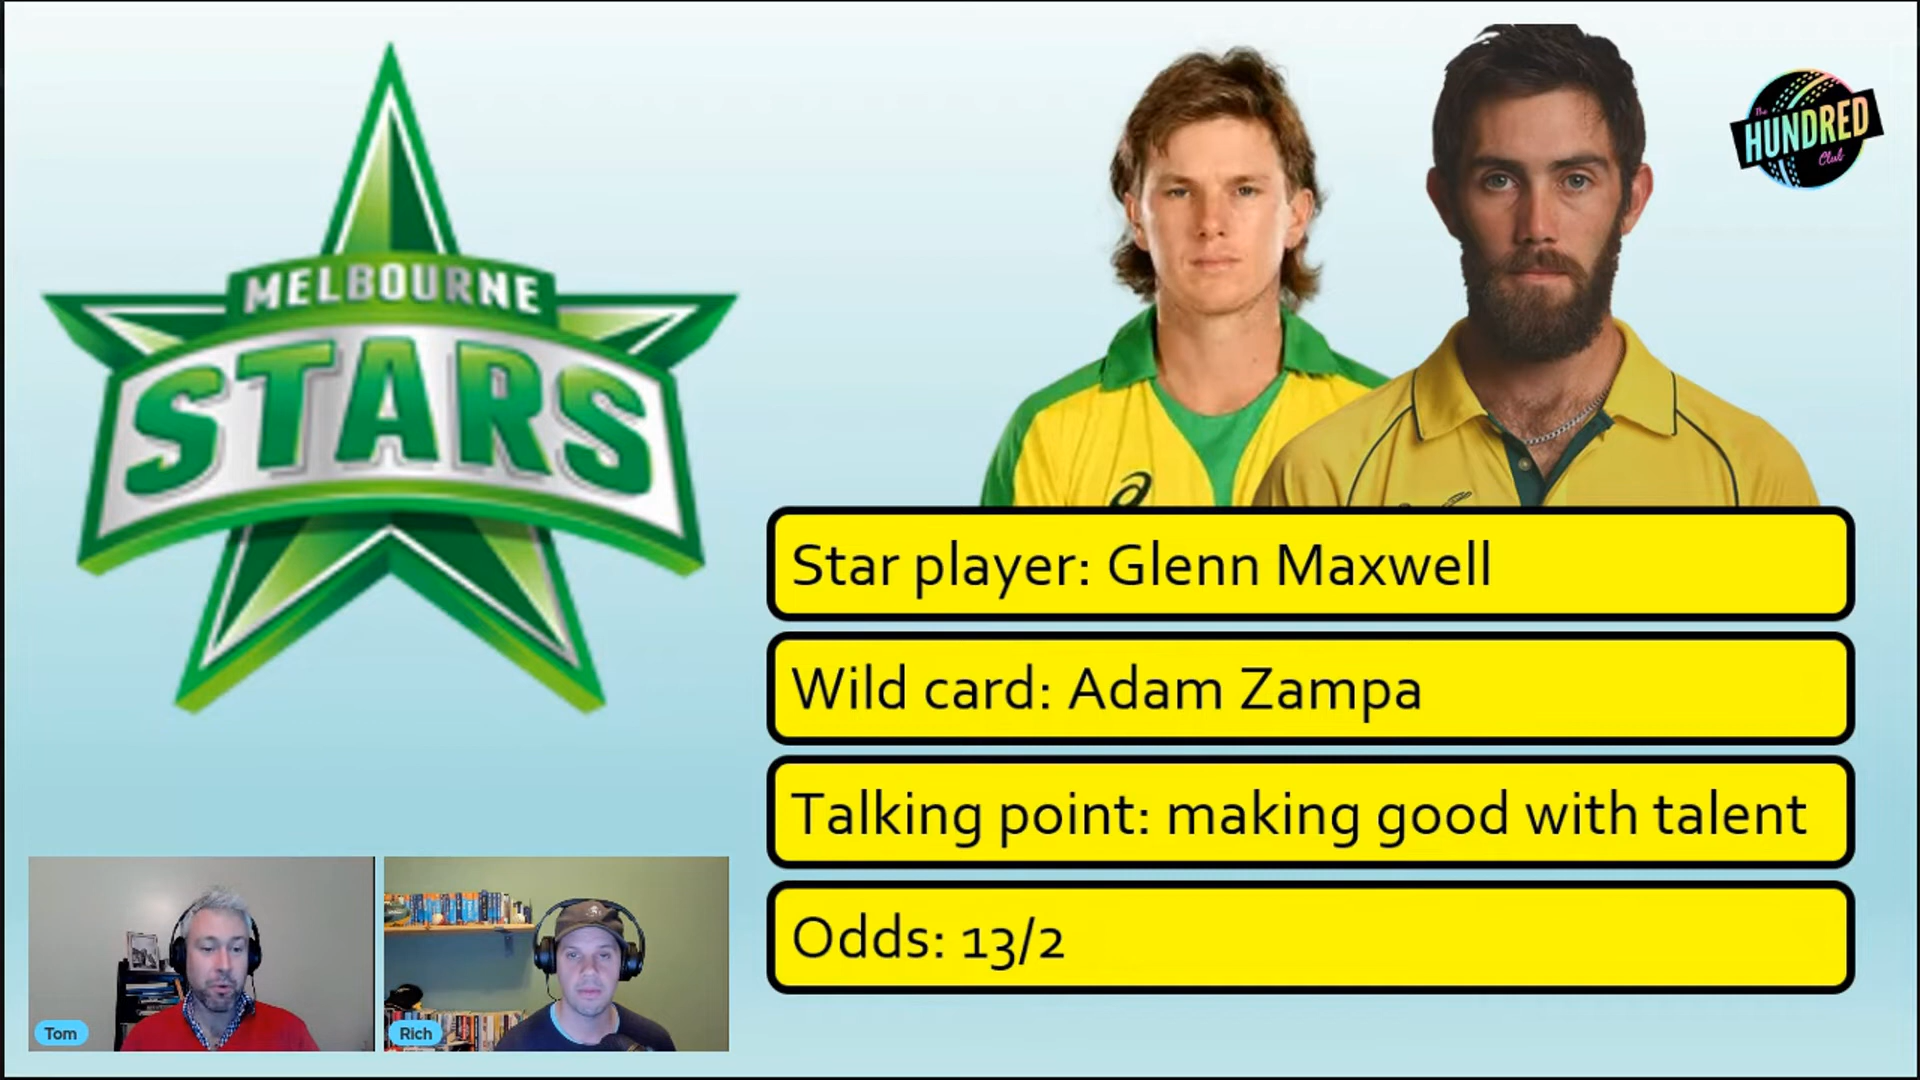 MELBOURNE
STARS
The
HUNDRED
Club
Star player: Glenn Maxwell
Wild card: Adam Zampa
Talking point: making good with talent
Odds: 13/2
Tom
Rich